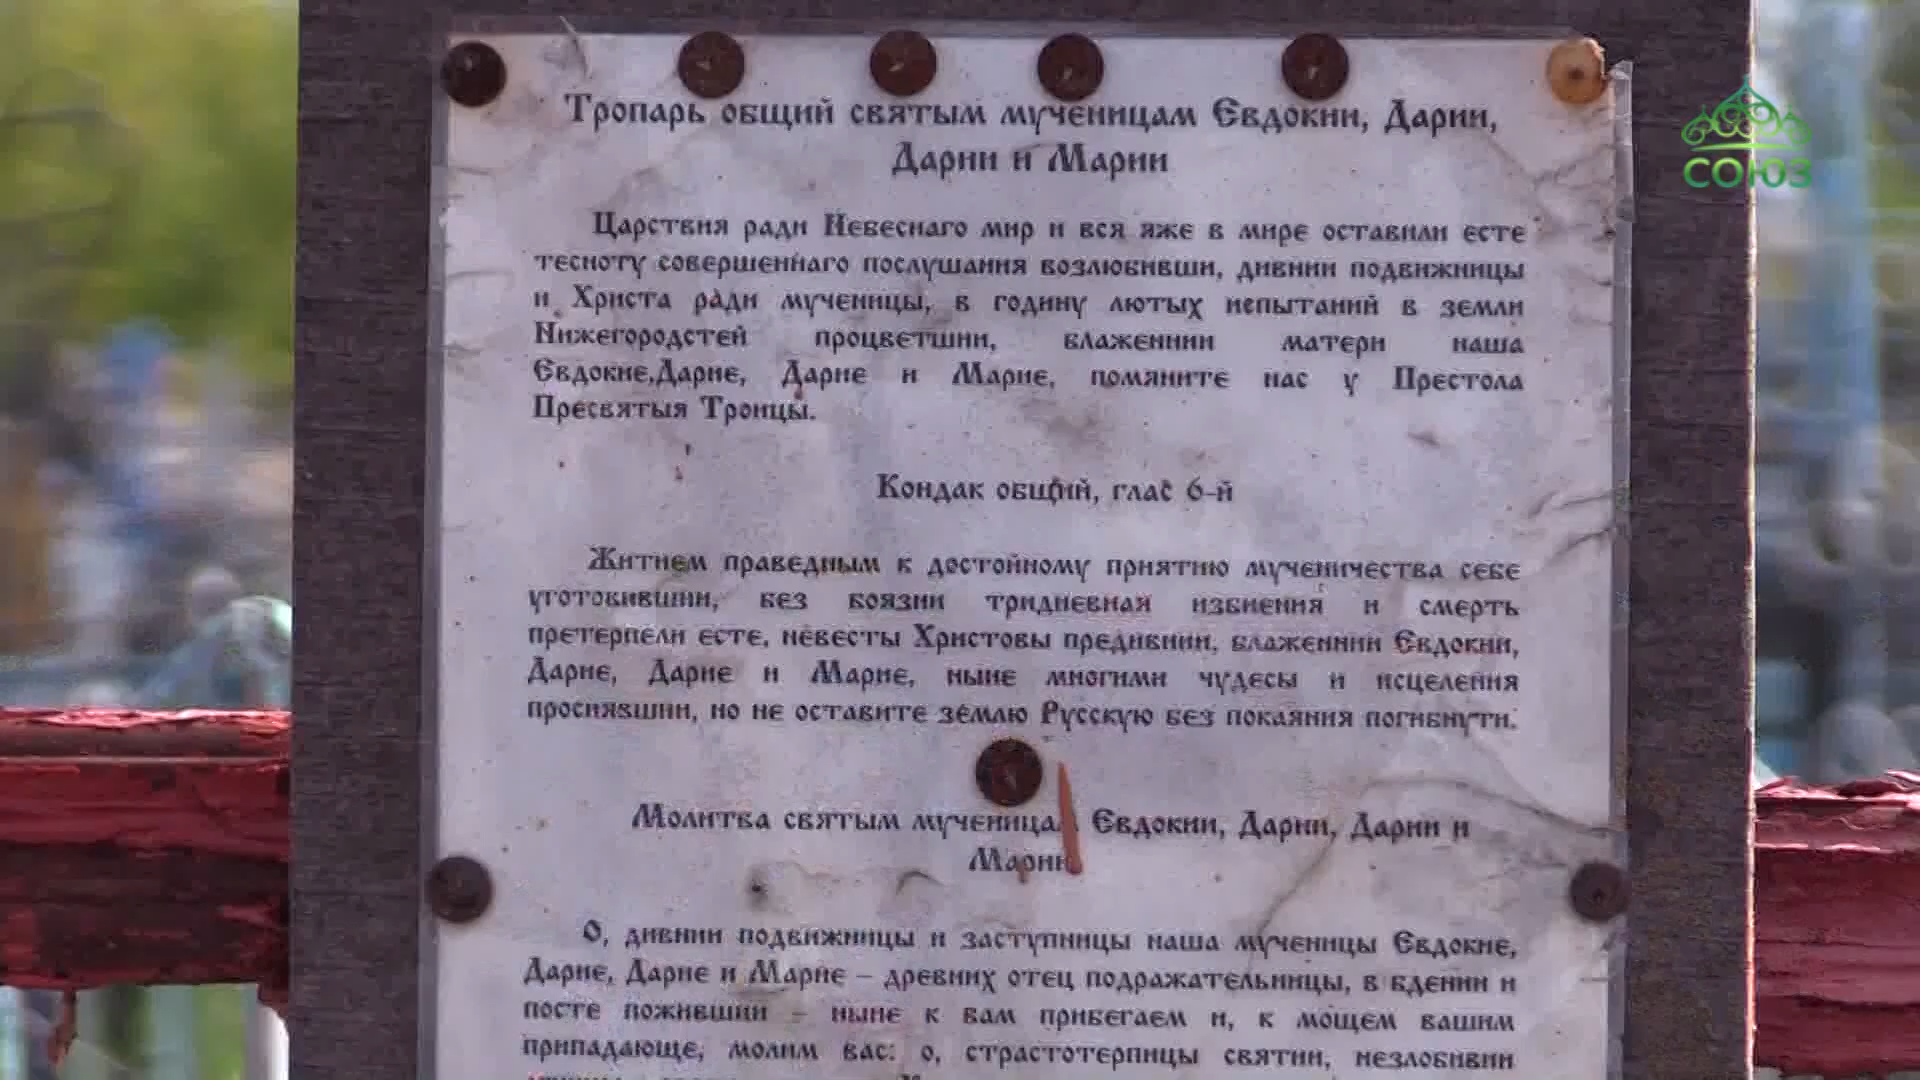 Тропарь общий святым мученицам Евдокии, Дарии,
Дарии и Марии
СОЮЗ
Царствия ради Небеснаго мир и вся яже в мире оставили есте
тесноту совершеннаго послушания возлюбивши, дивнии подвижницы
и Христа ради мученицы, в годину лютых испытаний в земли
Нижегородстей процветшии, блаженнии матери наша
Евдокие,Дарие, Дарие и Марие, помяните нас у Престола
Пресвятыя Троицы.
Кондак общий, глас 6-й
Житием праведным к достойному приятию мученичества себе
уготовившии, без боязни тридневная избиения и смерть
претерпели есте, невесты Христовы предивнии, блаженнии Евдокии,
Дарие, Дарие и Марие, ныне многими чудесы и исцеления
просиявшии, но не оставите землю Русскую без покаяния погибнути.
Молитва святым мученицам Евдокии, Дарии, Дарии и
Марии
О, дивнии подвижницы и заступницы наша мученицы Евдокие,
Дарие, Дарие и Марие – древних отец подражательницы, в бдении и
посте пожившии – ныне к вам прибегаем и, к мощем вашим
припадающе, молим вас: о, страстотерпицы святии, незлобивии